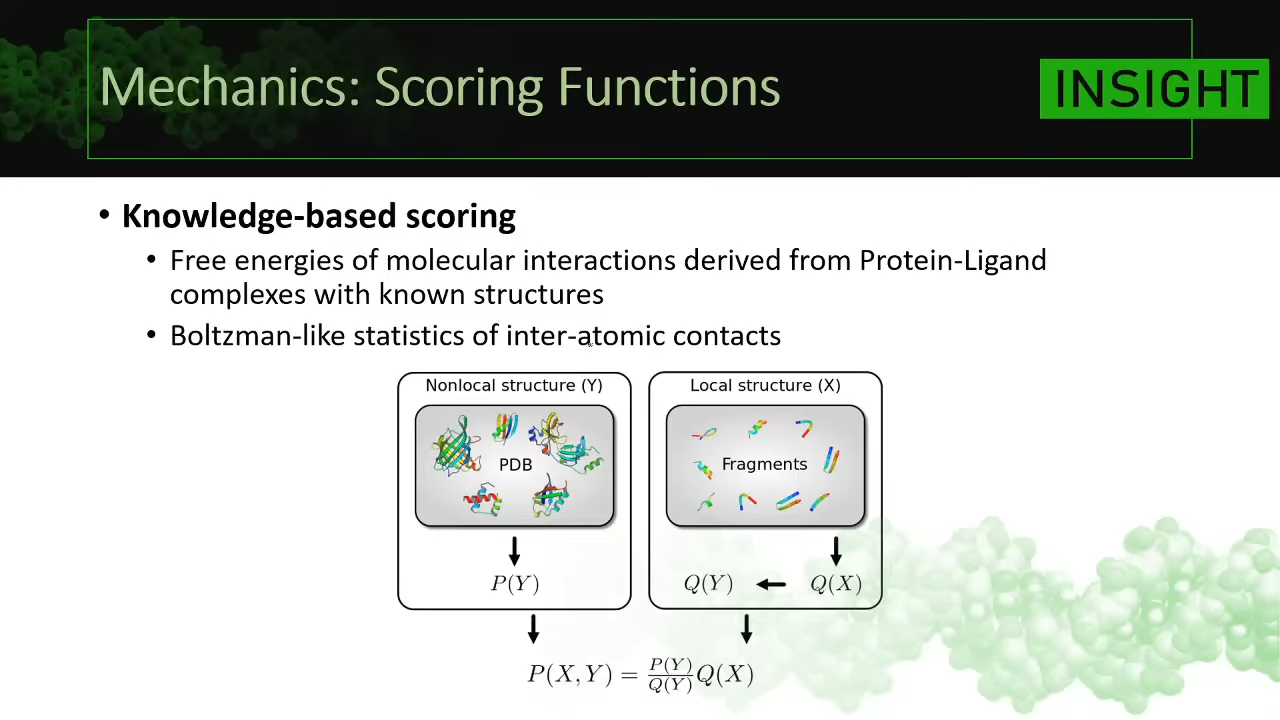 Mechanics: Scoring Functions
INSIGHT
• Knowledge-based scoring
• Free energies of molecular interactions derived from Protein-Ligand
complexes with known structures
• Boltzman-like statistics of inter-atomic contacts
Nonlocal structure (Y)
PDB
P(Y)
Local structure (X)
Fragments
Q(Y) ← Q(X)
P(X, Y) = P(Y)/Q(Y) Q(X)